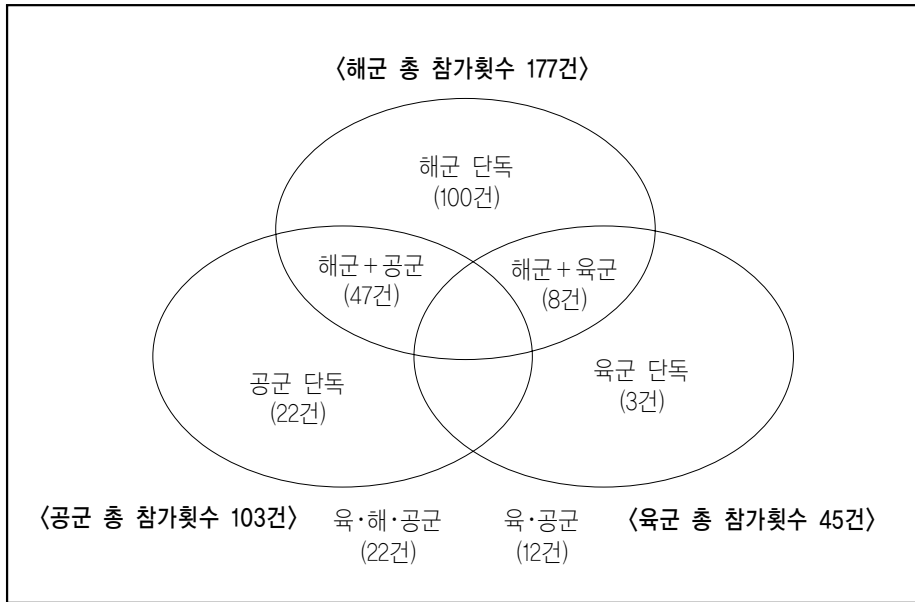 〈해군 총 참가횟수 177건〉
해군 단독
(100건)
해군+공군
(47건)
해군+육군
(8건)
공군 단독
(22건)
육군 단독
(3건)
〈공군 총 참가횟수 103건〉
육·해·공군
(22건)
육·공군
(12건)
〈육군 총 참가횟수 45건〉